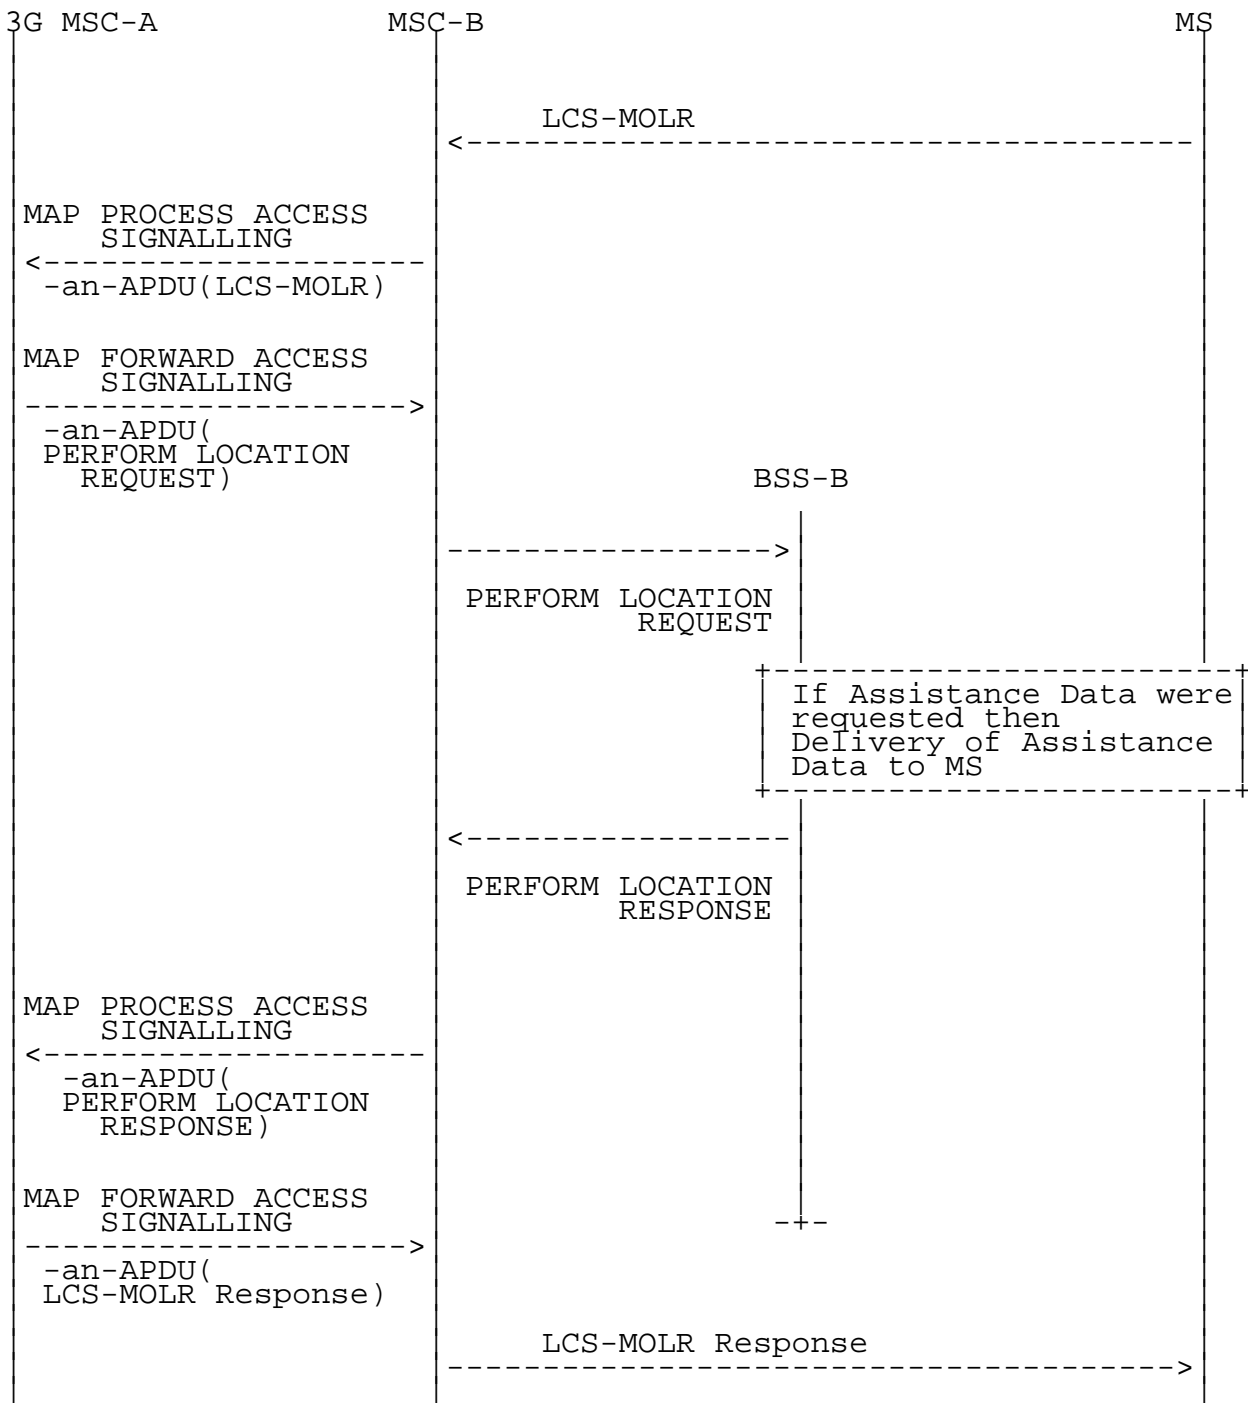 3G MSC-A MSC-B MS
LCS-MOLR
MAP PROCESS ACCESS
SIGNALLING
-an-APDU(LCS-MOLR)
MAP FORWARD ACCESS
SIGNALLING
-an-APDU(
PERFORM LOCATION
REQUEST)
BSS-B
PERFORM LOCATION
REQUEST
If Assistance Data were
requested then
Delivery of Assistance
Data to MS
PERFORM LOCATION
RESPONSE
MAP PROCESS ACCESS
SIGNALLING
-an-APDU(
PERFORM LOCATION
RESPONSE)
MAP FORWARD ACCESS
SIGNALLING
-an-APDU(
LCS-MOLR Response)
LCS-MOLR Response